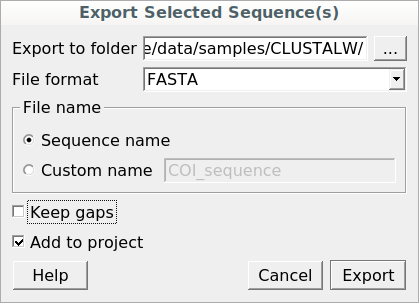 Export Selected Sequence(s)
Export to folder e/data/samples/CLUSTALW/ ...
File format FASTA
File name
Sequence name
Custom name COI_sequence
Keep gaps
Add to project
Help Cancel Export